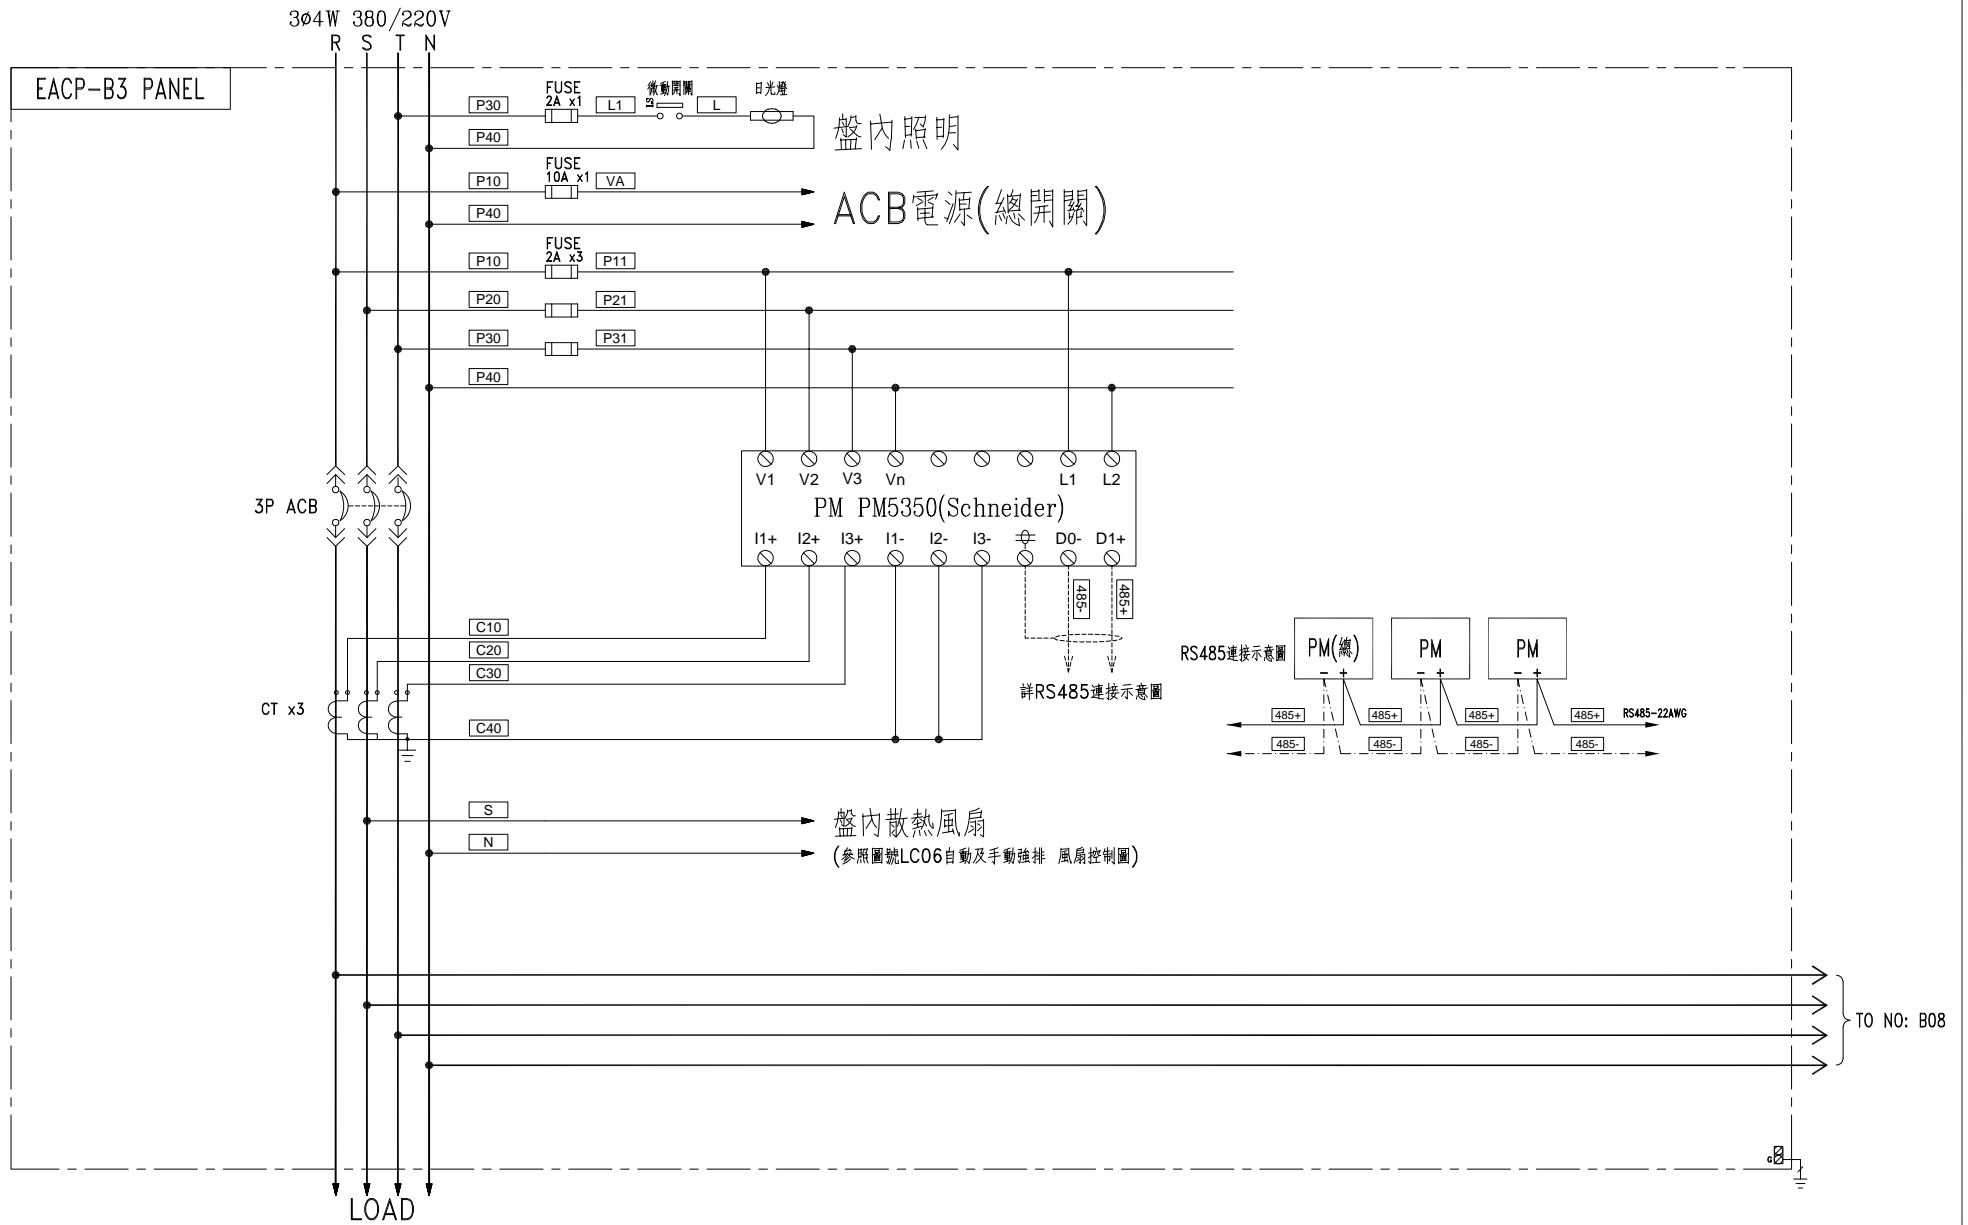 3ø4W 380/220V
R S T N
EACP-B3 PANEL
P30
FUSE
2A x1
L1
微動開關
LS
L
日光燈
P40
盤內照明
P10
FUSE
10A x1
VA
P40
ACB電源(總開關)
P10
FUSE
2A x3
P11
P20
P21
P30
P31
P40
V1 V2 V3 Vn L1 L2
PM PM5350(Schneider)
I1+ I2+ I3+ I1- I2- I3- D0- D1+
485- 485+
3P ACB
C10
C20
C30
詳RS485連接示意圖
CT x3
C40
RS485連接示意圖
PM(總) PM PM
- + - + - +
485+ 485+ 485+ 485+ RS485-22AWG
485- 485- 485- 485-
S
盤內散熱風扇
N
(參照圖號LC06自動及手動強排 風扇控制圖)
TO NO: B08
G
LOAD